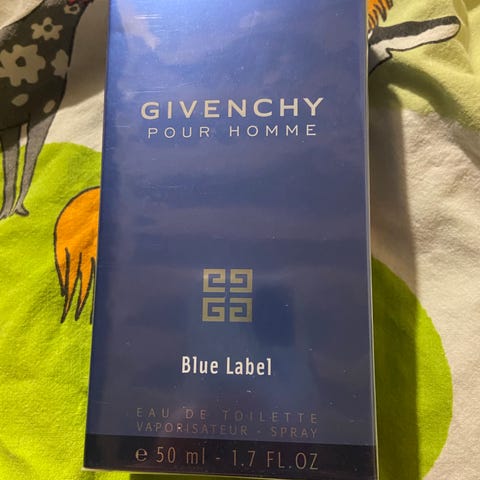 GIVENCHY
POUR HOMME
Blue Label
EAU DE TOILETTE
VAPORISATEUR - SPRAY
℮ 50 ml - 1.7 FL.OZ